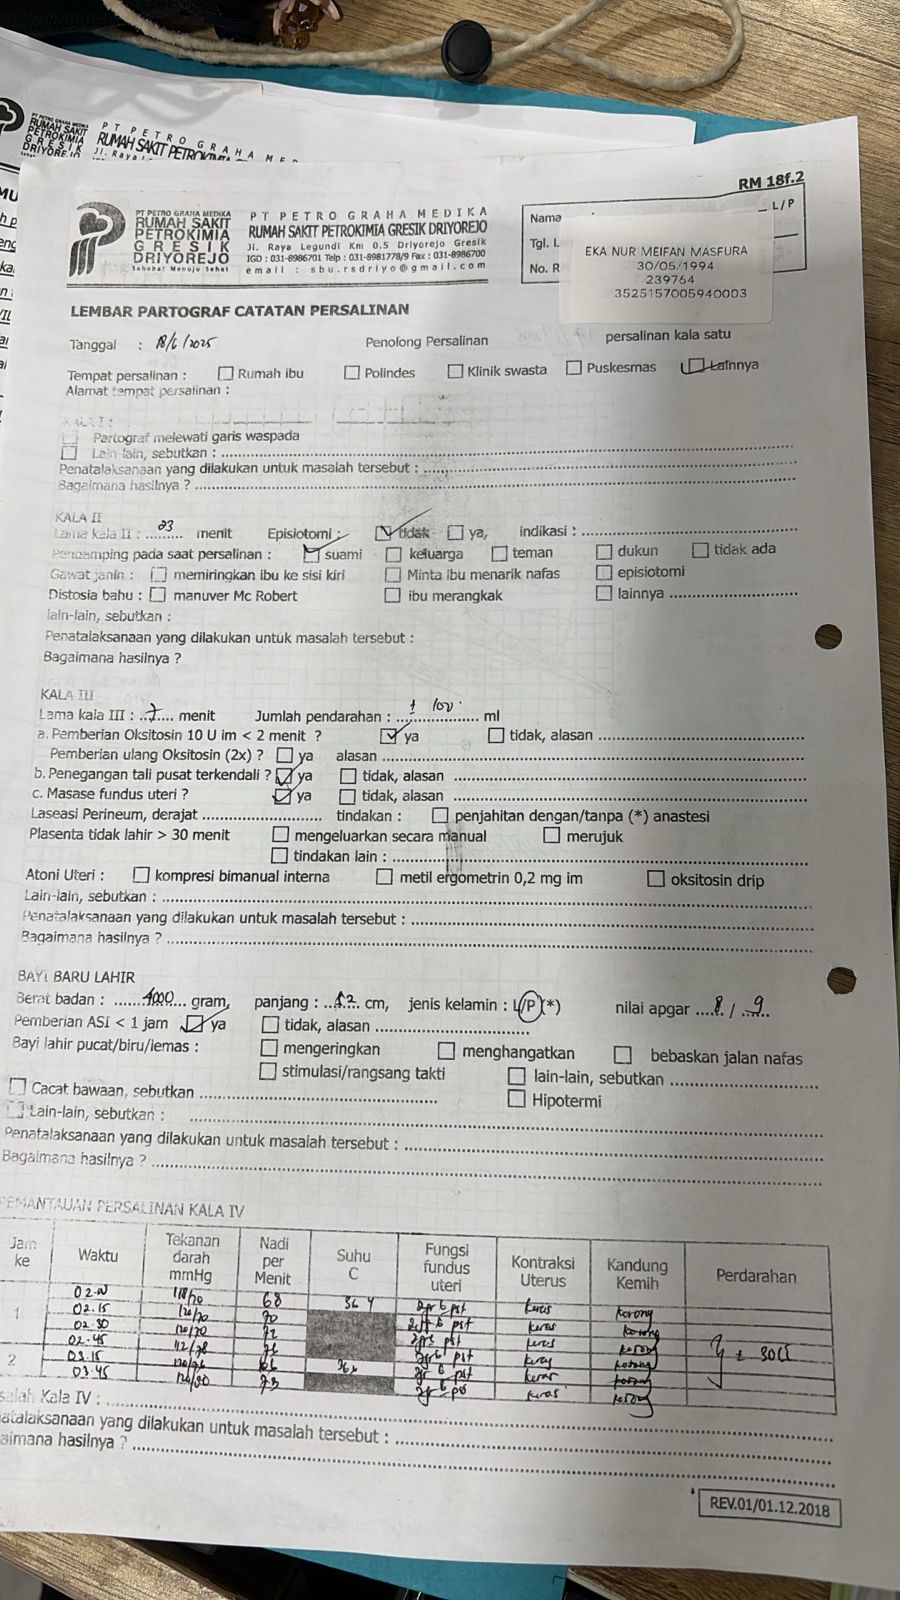 PT PETRO GRAHA MEDIKA
RUMAH SAKIT
PETROKIMIA
GRESIK
DRIYOREJO
PT PETRO GRAHA ME
RUMAH SAKIT PETROKIMIA
Jl. Raya
RM 18f.2
PT PETRO GRAHA MEDIKA
RUMAH SAKIT
PETROKIMIA
GRESIK
DRIYOREJO
Sahabat Menuju Sehat
PT PETRO GRAHA MEDIKA
RUMAH SAKIT PETROKIMIA GRESIK DRIYOREJO
Jl. Raya Legundi Km 0.5 Driyorejo Gresik
IGD : 031-8986701 Telp : 031-8981778/9 Fax : 031-8986700
email : sbu.rsdriyo@gmail.com
Nama L/P
Tgl. L
No. R
EKA NUR MEIFAN MASFURA
30/05/1994
239764
3525157005940003
LEMBAR PARTOGRAF CATATAN PERSALINAN
Tanggal : 18/6/2025 Penolong Persalinan persalinan kala satu
Tempat persalinan : Rumah ibu Polindes Klinik swasta Puskesmas Lainnya
Alamat tempat persalinan :
KALA I :
Partograf melewati garis waspada
Lain lain, sebutkan :
Penatalaksanaan yang dilakukan untuk masalah tersebut :
Bagaimana hasilnya ?
KALA II
Lama kala II : 23 menit Episiotomi : tidak ya, indikasi :
Pendamping pada saat persalinan : suami keluarga teman dukun tidak ada
Gawat janin : memiringkan ibu ke sisi kiri Minta ibu menarik nafas episiotomi
Distosia bahu : manuver Mc Robert ibu merangkak lainnya
lain-lain, sebutkan :
Penatalaksanaan yang dilakukan untuk masalah tersebut :
Bagaimana hasilnya ?
KALA III
Lama kala III : 7 menit Jumlah pendarahan : ± 100 ml
a. Pemberian Oksitosin 10 U im < 2 menit ? ya tidak, alasan
Pemberian ulang Oksitosin (2x) ? ya alasan
b. Penegangan tali pusat terkendali ? ya tidak, alasan
c. Masase fundus uteri ? ya tidak, alasan
Laseasi Perineum, derajat tindakan : penjahitan dengan/tanpa (*) anastesi
Plasenta tidak lahir > 30 menit mengeluarkan secara manual merujuk
tindakan lain :
Atoni Uteri : kompresi bimanual interna metil ergometrin 0,2 mg im oksitosin drip
Lain-lain, sebutkan :
Penatalaksanaan yang dilakukan untuk masalah tersebut :
Bagaimana hasilnya ?
BAYI BARU LAHIR
Berat badan : 4000 gram, panjang : 52 cm, jenis kelamin : L/P (*) nilai apgar 8 / 9
Pemberian ASI < 1 jam ya tidak, alasan
Bayi lahir pucat/biru/lemas : mengeringkan menghangatkan bebaskan jalan nafas
stimulasi/rangsang takti lain-lain, sebutkan
Cacat bawaan, sebutkan Hipotermi
Lain-lain, sebutkan :
Penatalaksanaan yang dilakukan untuk masalah tersebut :
Bagaimana hasilnya ?
PEMANTAUAN PERSALINAN KALA IV
Jam ke Waktu Tekanan darah mmHg Nadi per Menit Suhu C Fungsi fundus uteri Kontraksi Uterus Kandung Kemih Perdarahan
1 02.00 118/70 68 36 4 2jr b pst keras kosong
02.15 120/70 70 2jr b pst keras kosong
02.30 120/70 72 2jr b pst keras kosong
02.45 112/78 2jr b pst keras kosong ± 30 cc
2 03.15 66 36,6 2jr b pst keras kosong
03.45 120/80 73 2jr b pst keras kosong
salah Kala IV :
atalaksanaan yang dilakukan untuk masalah tersebut :
aimana hasilnya ?
REV.01/01.12.2018